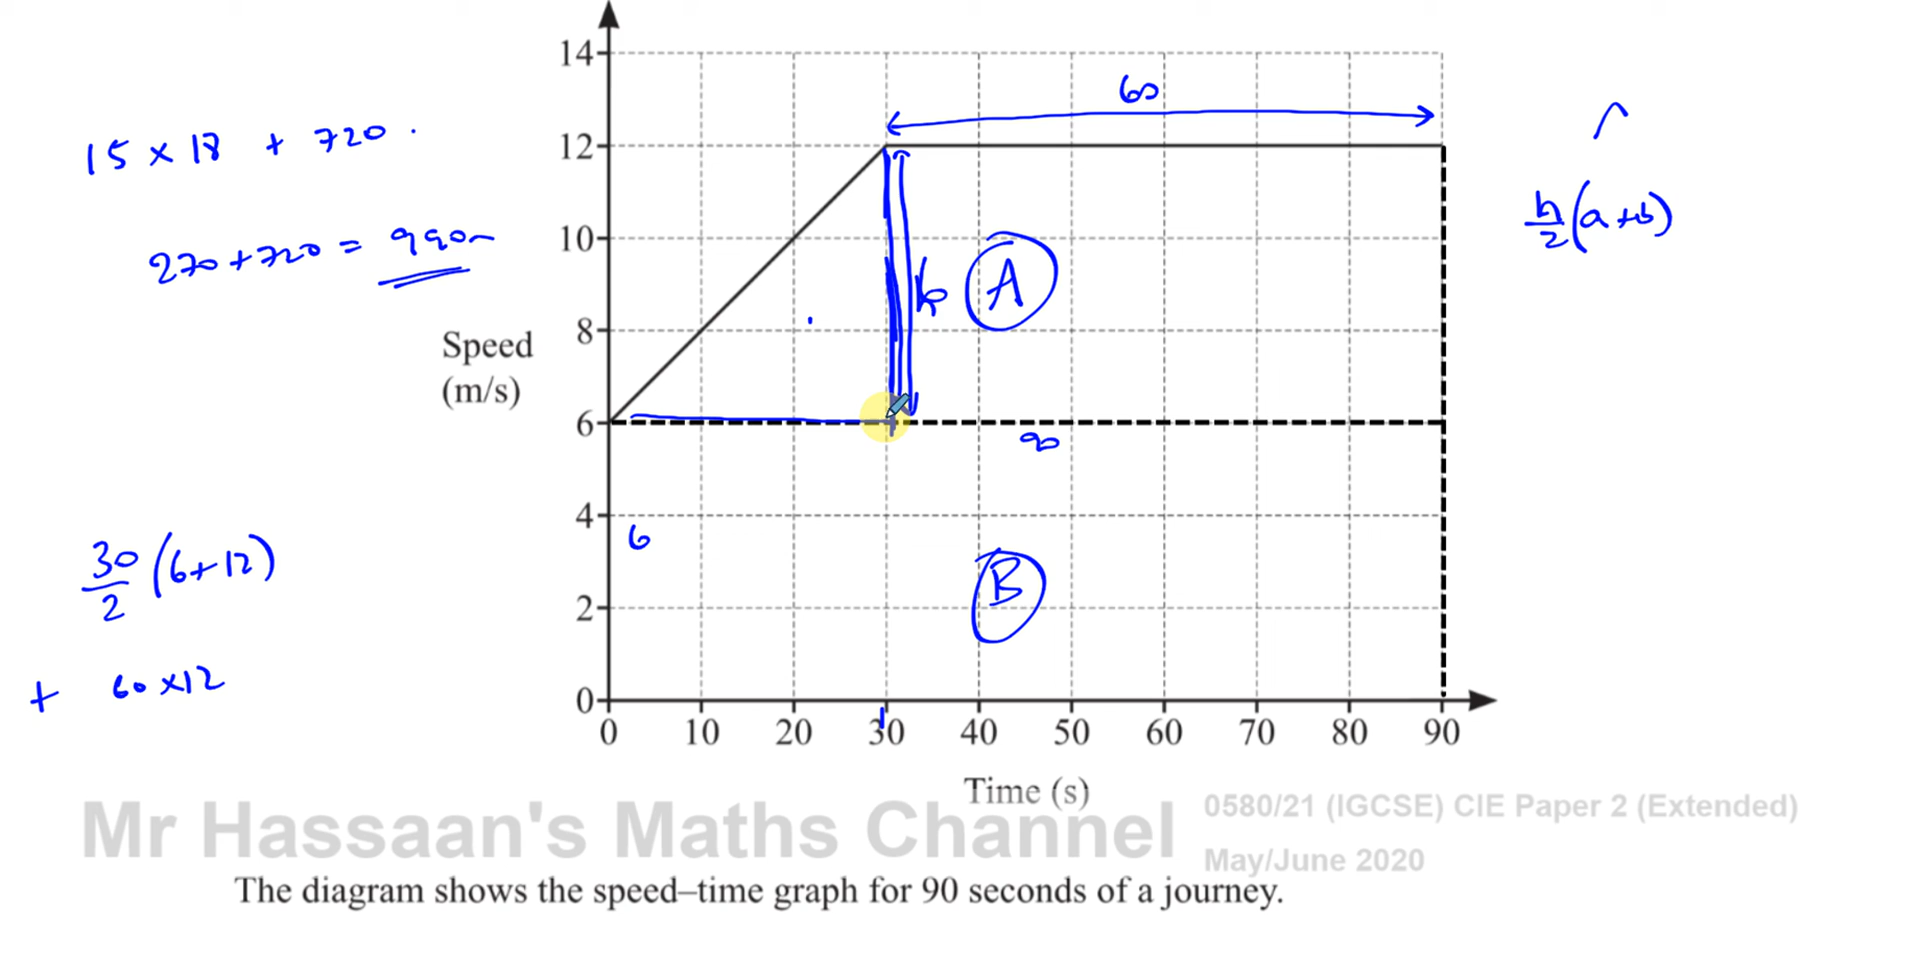 14
60
15 × 18 + 720 .
12
h/2 (a+b)
270+720 = 990m
10
A
8
Speed
(m/s)
6
90
4
6
30/2 (6+12)
B
2
+ 60 ×12
0
0 10 20 30 40 50 60 70 80 90
Time (s)
Mr Hassaan's Maths Channel
0580/21 (IGCSE) CIE Paper 2 (Extended)
May/June 2020
The diagram shows the speed–time graph for 90 seconds of a journey.